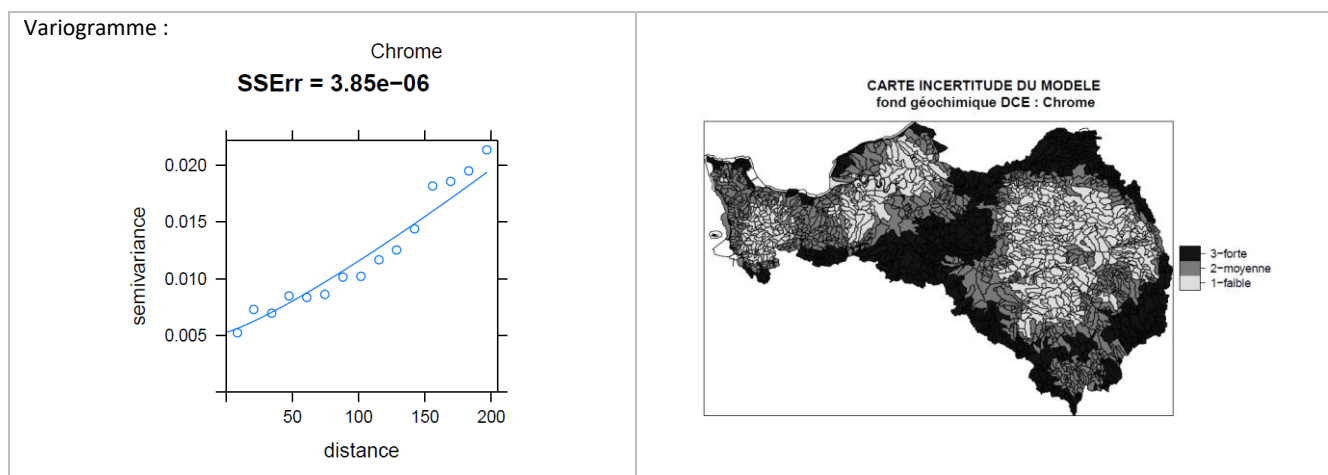 Variogramme :
Chrome
SSErr = 3.85e−06
0.020
0.015
0.010
0.005
semivariance
50 100 150 200
distance
CARTE INCERTITUDE DU MODELE
fond géochimique DCE : Chrome
3−forte
2−moyenne
1−faible